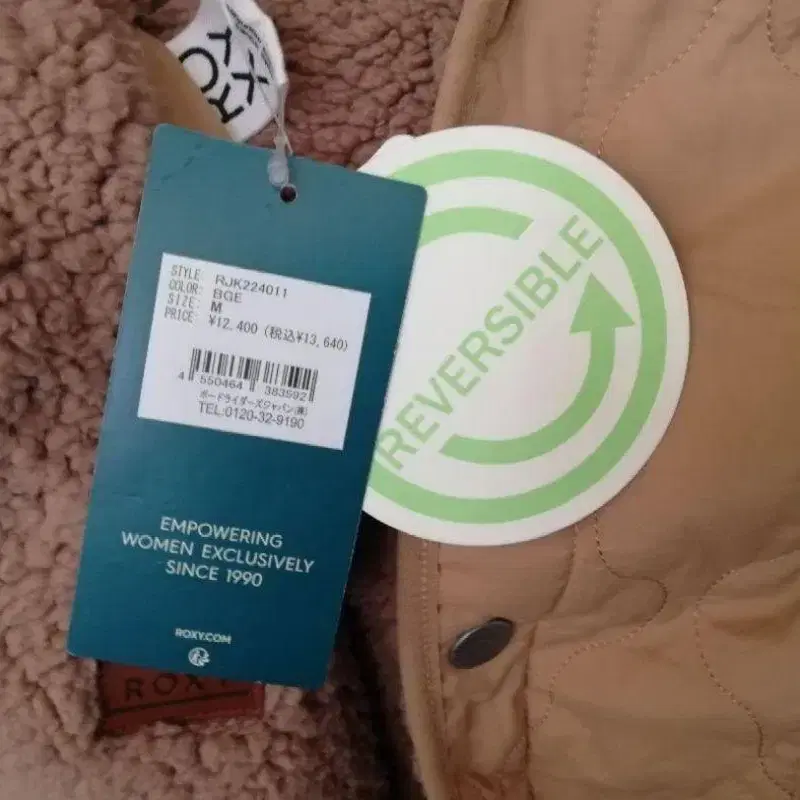 ROXY
STYLE: RJK224011
COLOR: BGE
SIZE: M
PRICE: ¥12,400 (税込¥13,640)
4 550464 383592
ボードライダーズジャパン(株)
TEL:0120-32-9190
EMPOWERING
WOMEN EXCLUSIVELY
SINCE 1990
ROXY.COM
REVERSIBLE
ROXY